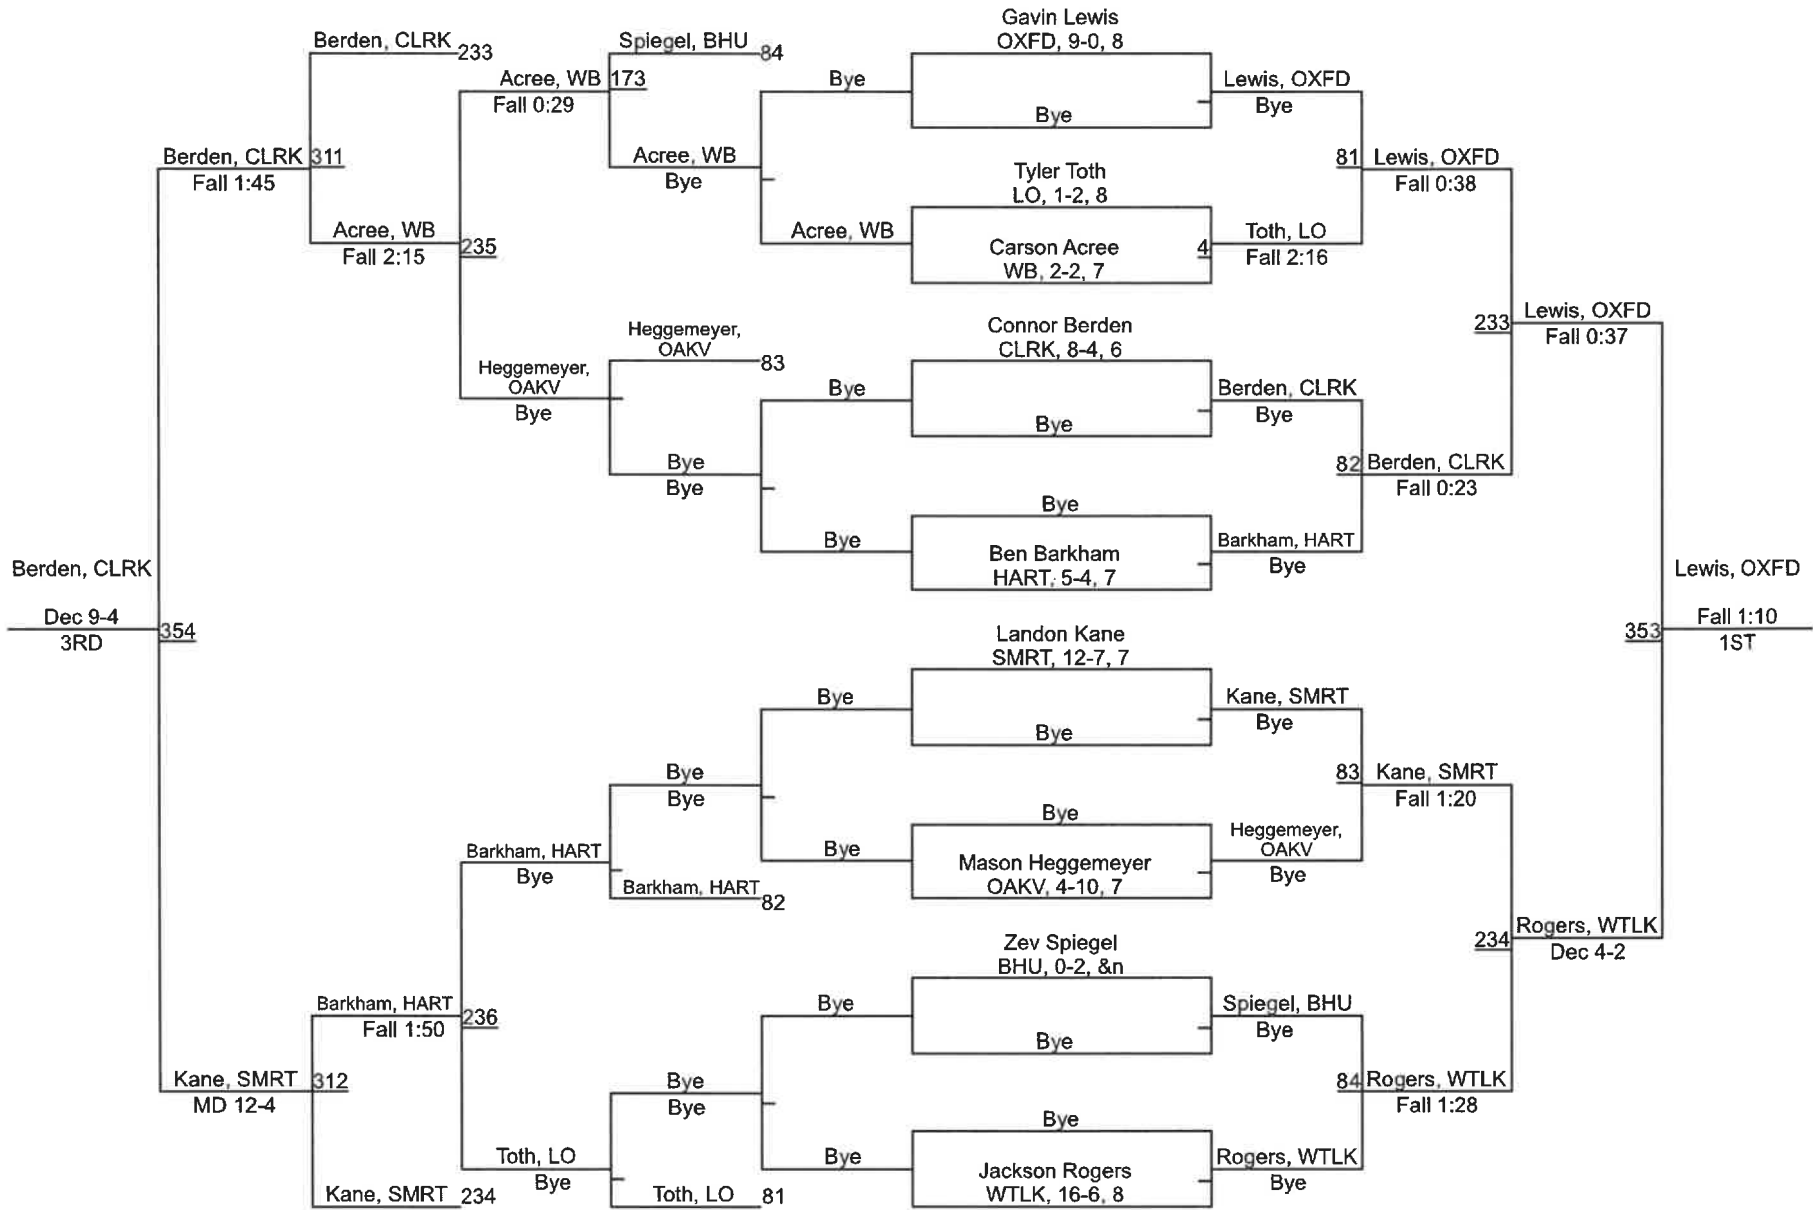 Gavin Lewis
OXFD, 9-0, 8
Berden, CLRK 233
Spiegel, BHU 84
Acree, WB 173
Fall 0:29
Bye
Bye
Lewis, OXFD
Bye
Berden, CLRK 311
Fall 1:45
Acree, WB
Bye
Tyler Toth
LO, 1-2, 8
81 Lewis, OXFD
Fall 0:38
Acree, WB
Fall 2:15
235
Acree, WB
Carson Acree
WB, 2-2, 7
4
Toth, LO
Fall 2:16
Heggemeyer,
OAKV
83
Connor Berden
CLRK, 8-4, 6
233
Lewis, OXFD
Fall 0:37
Heggemeyer,
OAKV
Bye
Bye
Bye
Berden, CLRK
Bye
Bye
Bye
82 Berden, CLRK
Fall 0:23
Bye
Bye
Ben Barkham
HART, 5-4, 7
Barkham, HART
Bye
Berden, CLRK
Dec 9-4
3RD
354
Lewis, OXFD
Fall 1:10
1ST
353
Landon Kane
SMRT, 12-7, 7
Bye
Bye
Kane, SMRT
Bye
Bye
Bye
83 Kane, SMRT
Fall 1:20
Barkham, HART
Bye
Bye
Bye
Mason Heggemeyer
OAKV, 4-10, 7
Heggemeyer,
OAKV
Bye
Barkham, HART
82
Zev Spiegel
BHU, 0-2, &n
234
Rogers, WTLK
Dec 4-2
Barkham, HART
Fall 1:50
236
Bye
Bye
Spiegel, BHU
Bye
Kane, SMRT 312
MD 12-4
Bye
Bye
84 Rogers, WTLK
Fall 1:28
Toth, LO
Bye
Bye
Bye
Jackson Rogers
WTLK, 16-6, 8
Rogers, WTLK
Bye
Kane, SMRT 234
Toth, LO 81